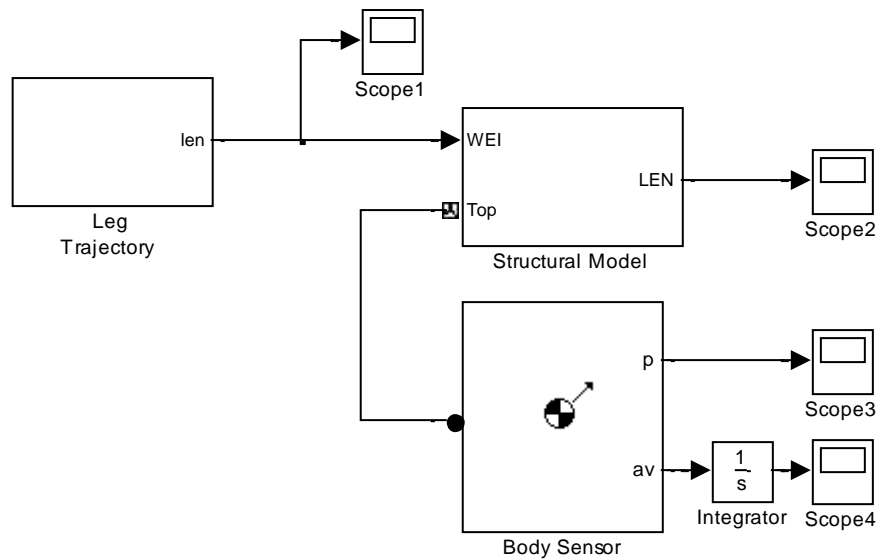 Scope1
len
WEI
LEN
Top
Leg
Trajectory
Scope2
Structural Model
p
Scope3
av
1
s
Integrator
Scope4
Body Sensor